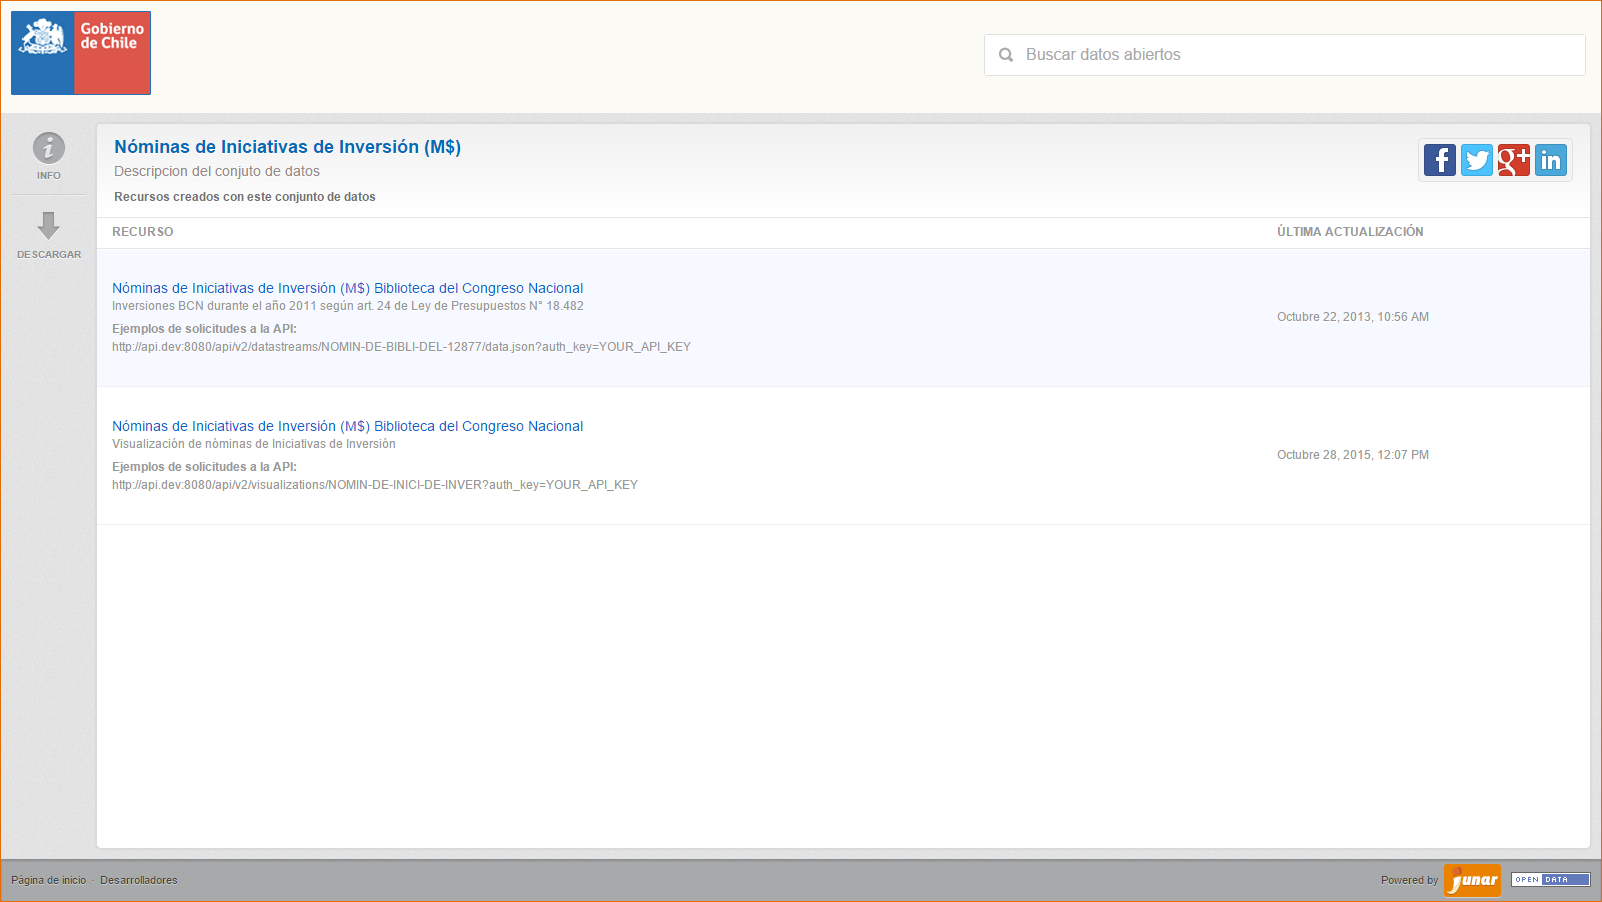 Gobierno
de Chile
Buscar datos abiertos
INFO
DESCARGAR
Nóminas de Iniciativas de Inversión (M$)
Descripcion del conjuto de datos
Recursos creados con este conjunto de datos
RECURSO
ÚLTIMA ACTUALIZACIÓN
Nóminas de Iniciativas de Inversión (M$) Biblioteca del Congreso Nacional
Inversiones BCN durante el año 2011 según art. 24 de Ley de Presupuestos N° 18.482
Ejemplos de solicitudes a la API:
http://api.dev:8080/api/v2/datastreams/NOMIN-DE-BIBLI-DEL-12877/data.json?auth_key=YOUR_API_KEY
Octubre 22, 2013, 10:56 AM
Nóminas de Iniciativas de Inversión (M$) Biblioteca del Congreso Nacional
Visualización de nóminas de Iniciativas de Inversión
Ejemplos de solicitudes a la API:
http://api.dev:8080/api/v2/visualizations/NOMIN-DE-INICI-DE-INVER?auth_key=YOUR_API_KEY
Octubre 28, 2015, 12:07 PM
Página de inicio · Desarrolladores
Powered by junar OPEN DATA